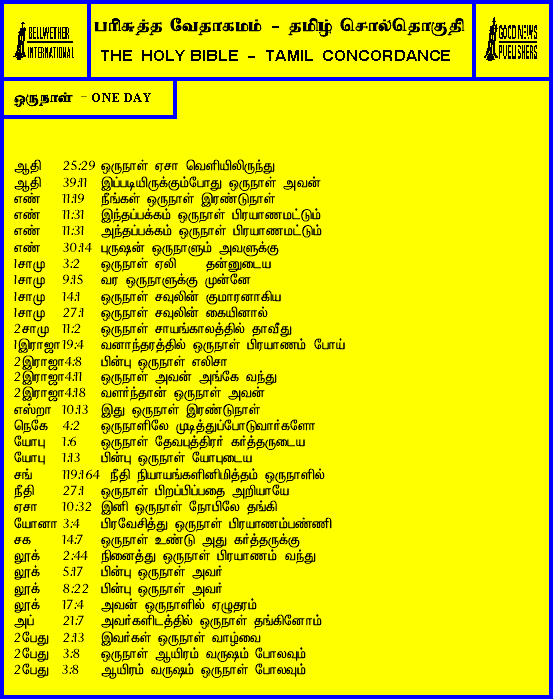 BELLWETHER
INTERNATIONAL
பரிசுத்த வேதாகமம் - தமிழ் சொல்தொகுதி
THE HOLY BIBLE - TAMIL CONCORDANCE
GOOD NEWS
PUBLISHERS
ஒருநாள் - ONE DAY
ஆதி 25:29 ஒருநாள் ஏசா வெளியிலிருந்து
ஆதி 39:11 இப்படியிருக்கும்போது ஒருநாள் அவன்
எண் 11:19 நீங்கள் ஒருநாள் இரண்டுநாள்
எண் 11:31 இந்தப்பக்கம் ஒருநாள் பிரயாணமட்டும்
எண் 11:31 அந்தப்பக்கம் ஒருநாள் பிரயாணமட்டும்
எண் 30:14 புருஷன் ஒருநாளும் அவளுக்கு
1சாமு 3:2 ஒருநாள் ஏலி தன்னுடைய
1சாமு 9:15 வர ஒருநாளுக்கு முன்னே
1சாமு 14:1 ஒருநாள் சவுலின் குமாரனாகிய
1சாமு 27:1 ஒருநாள் சவுலின் கையினால்
2சாமு 11:2 ஒருநாள் சாயங்காலத்தில் தாவீது
1இராஜா19:4 வனாந்தரத்தில் ஒருநாள் பிரயாணம் போய்
2இராஜா4:8 பின்பு ஒருநாள் எலிசா
2இராஜா4:11 ஒருநாள் அவன் அங்கே வந்து
2இராஜா4:18 வளர்ந்தான் ஒருநாள் அவன்
எஸ்றா 10:13 இது ஒருநாள் இரண்டுநாள்
நெகே 4:2 ஒருநாளிலே முடித்துப்போடுவார்களோ
யோபு 1:6 ஒருநாள் தேவபுத்திரர் கர்த்தருடைய
யோபு 1:13 பின்பு ஒருநாள் யோபுடைய
சங் 119:164 நீதி நியாயங்களினிமித்தம் ஒருநாளில்
நீதி 27:1 ஒருநாள் பிறப்பிப்பதை அறியாயே
ஏசா 10:32 இனி ஒருநாள் நோபிலே தங்கி
யோனா 3:4 பிரவேசித்து ஒருநாள் பிரயாணம்பண்ணி
சக 14:7 ஒருநாள் உண்டு அது கர்த்தருக்கு
லூக் 2:44 நினைத்து ஒருநாள் பிரயாணம் வந்து
லூக் 5:17 பின்பு ஒருநாள் அவர்
லூக் 8:22 பின்பு ஒருநாள் அவர்
லூக் 17:4 அவன் ஒருநாளில் ஏழுதரம்
அப் 21:7 அவர்களிடத்தில் ஒருநாள் தங்கினோம்
2பேது 2:13 இவர்கள் ஒருநாள் வாழ்வை
2பேது 3:8 ஒருநாள் ஆயிரம் வருஷம் போலவும்
2பேது 3:8 ஆயிரம் வருஷம் ஒருநாள் போலவும்